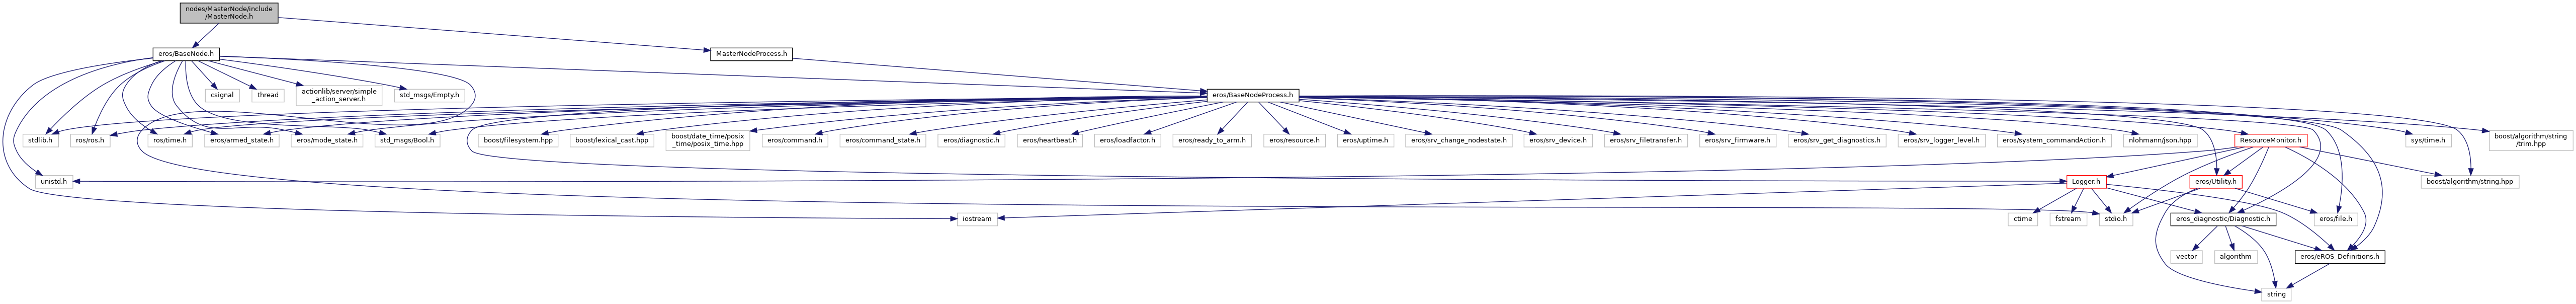 nodes/MasterNode/include
/MasterNode.h
eros/BaseNode.h
MasterNodeProcess.h
csignal
thread
actionlib/server/simple
_action_server.h
std_msgs/Empty.h
eros/BaseNodeProcess.h
stdlib.h
ros/ros.h
ros/time.h
eros/armed_state.h
eros/mode_state.h
std_msgs/Bool.h
boost/filesystem.hpp
boost/lexical_cast.hpp
boost/date_time/posix
_time/posix_time.hpp
eros/command.h
eros/command_state.h
eros/diagnostic.h
eros/heartbeat.h
eros/loadfactor.h
eros/ready_to_arm.h
eros/resource.h
eros/uptime.h
eros/srv_change_nodestate.h
eros/srv_device.h
eros/srv_filetransfer.h
eros/srv_firmware.h
eros/srv_get_diagnostics.h
eros/srv_logger_level.h
eros/system_commandAction.h
nlohmann/json.hpp
ResourceMonitor.h
sys/time.h
boost/algorithm/string
/trim.hpp
unistd.h
Logger.h
eros/Utility.h
boost/algorithm/string.hpp
iostream
ctime
fstream
stdio.h
eros_diagnostic/Diagnostic.h
eros/file.h
vector
algorithm
eros/eROS_Definitions.h
string